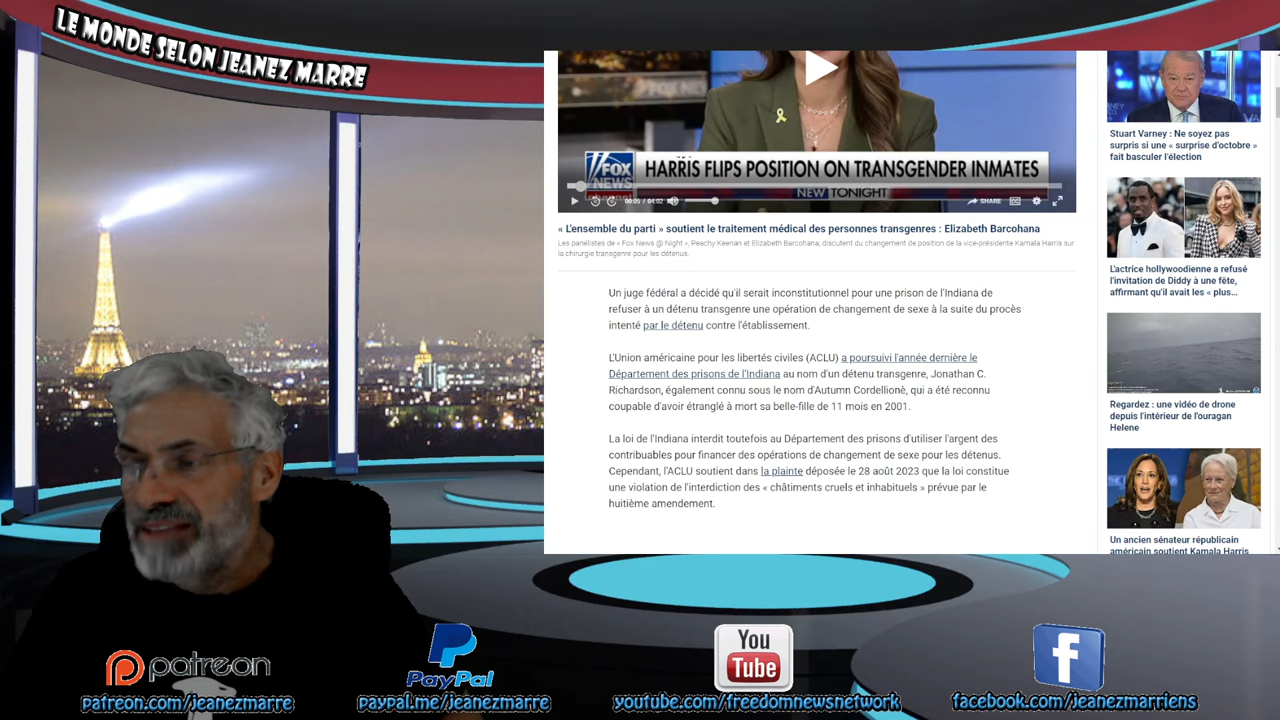 LE MONDE SELON JEANEZ MARRE
FOX
NEWS
channel
HARRIS FLIPS POSITION ON TRANSGENDER INMATES
NEW TONIGHT
00:05 / 04:02
SHARE
« L'ensemble du parti » soutient le traitement médical des personnes transgenres : Elizabeth Barcohana
Les panélistes de « Fox News @ Night », Peachy Keenan et Elizabeth Barcohana, discutent du changement de position de la vice-présidente Kamala Harris sur
la chirurgie transgenre pour les détenus.
Un juge fédéral a décidé qu'il serait inconstitutionnel pour une prison de l'Indiana de
refuser à un détenu transgenre une opération de changement de sexe à la suite du procès
intenté par le détenu contre l'établissement.
L'Union américaine pour les libertés civiles (ACLU) a poursuivi l'année dernière le
Département des prisons de l'Indiana au nom d'un détenu transgenre, Jonathan C.
Richardson, également connu sous le nom d'Autumn Cordellionè, qui a été reconnu
coupable d'avoir étranglé à mort sa belle-fille de 11 mois en 2001.
La loi de l'Indiana interdit toutefois au Département des prisons d'utiliser l'argent des
contribuables pour financer des opérations de changement de sexe pour les détenus.
Cependant, l'ACLU soutient dans la plainte déposée le 28 août 2023 que la loi constitue
une violation de l'interdiction des « châtiments cruels et inhabituels » prévue par le
huitième amendement.
Stuart Varney : Ne soyez pas
surpris si une « surprise d'octobre »
fait basculer l'élection
L'actrice hollywoodienne a refusé
l'invitation de Diddy à une fête,
affirmant qu'il avait les « plus...
Regardez : une vidéo de drone
depuis l'intérieur de l'ouragan
Helene
Un ancien sénateur républicain
américain soutient Kamala Harris
patreon
patreon.com/jeanezmarre
PayPal
paypal.me/jeanezmarre
You
Tube
youtube.com/freedomnewsnetwork
f
facebook.com/jeanezmarriens